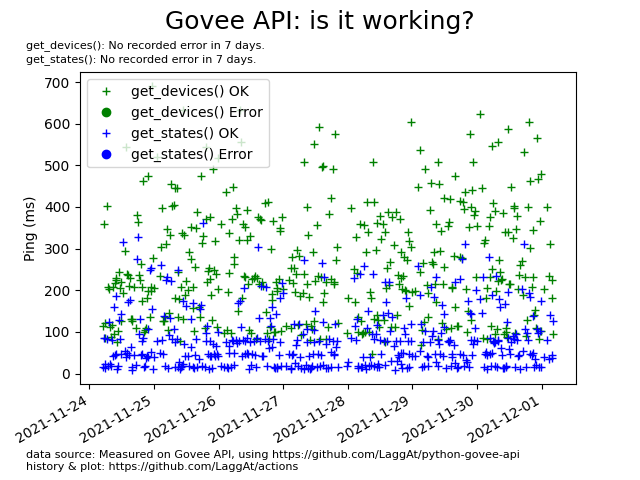 Govee API: is it working?
get_devices(): No recorded error in 7 days.
get_states(): No recorded error in 7 days.
700
600
500
400
300
200
100
0
Ping (ms)
get_devices() OK
get_devices() Error
get_states() OK
get_states() Error
2021-11-24
2021-11-25
2021-11-26
2021-11-27
2021-11-28
2021-11-29
2021-11-30
2021-12-01
data source: Measured on Govee API, using https://github.com/LaggAt/python-govee-api
history & plot: https://github.com/LaggAt/actions